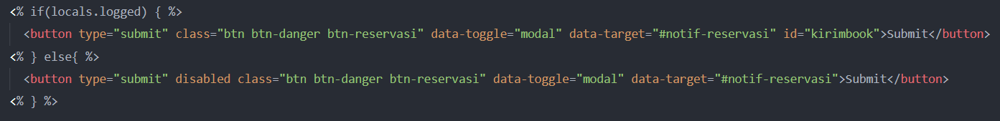 <% if(locals.logged) { %>
<button type="submit" class="btn btn-danger btn-reservasi" data-toggle="modal" data-target="#notif-reservasi" id="kirimbook">Submit</button>
<% } else{ %>
<button type="submit" disabled class="btn btn-danger btn-reservasi" data-toggle="modal" data-target="#notif-reservasi">Submit</button>
<% } %>